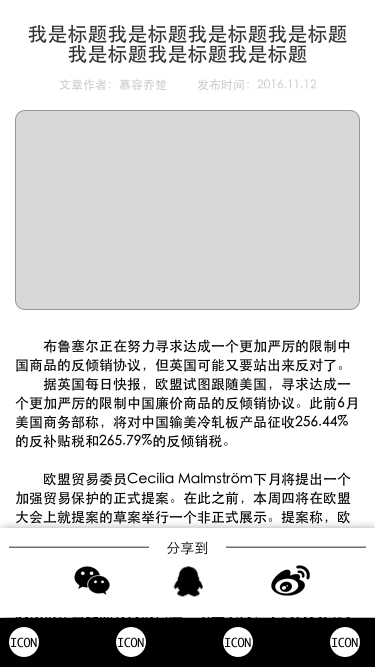 我是标题我是标题我是标题我是标题
我是标题我是标题我是标题
文章作者：慕容乔楚 发布时间：2016.11.12
布鲁塞尔正在努力寻求达成一个更加严厉的限制中
国商品的反倾销协议，但英国可能又要站出来反对了。
据英国每日快报，欧盟试图跟随美国，寻求达成一
个更加严厉的限制中国廉价商品的反倾销协议。此前6月
美国商务部称，将对中国输美冷轧板产品征收256.44%
的反补贴税和265.79%的反倾销税。
欧盟贸易委员Cecilia Malmström下月将提出一个
加强贸易保护的正式提案。在此之前，本周四将在欧盟
大会上就提案的草案举行一个非正式展示。提案称，欧
分享到
ICON ICON ICON ICON